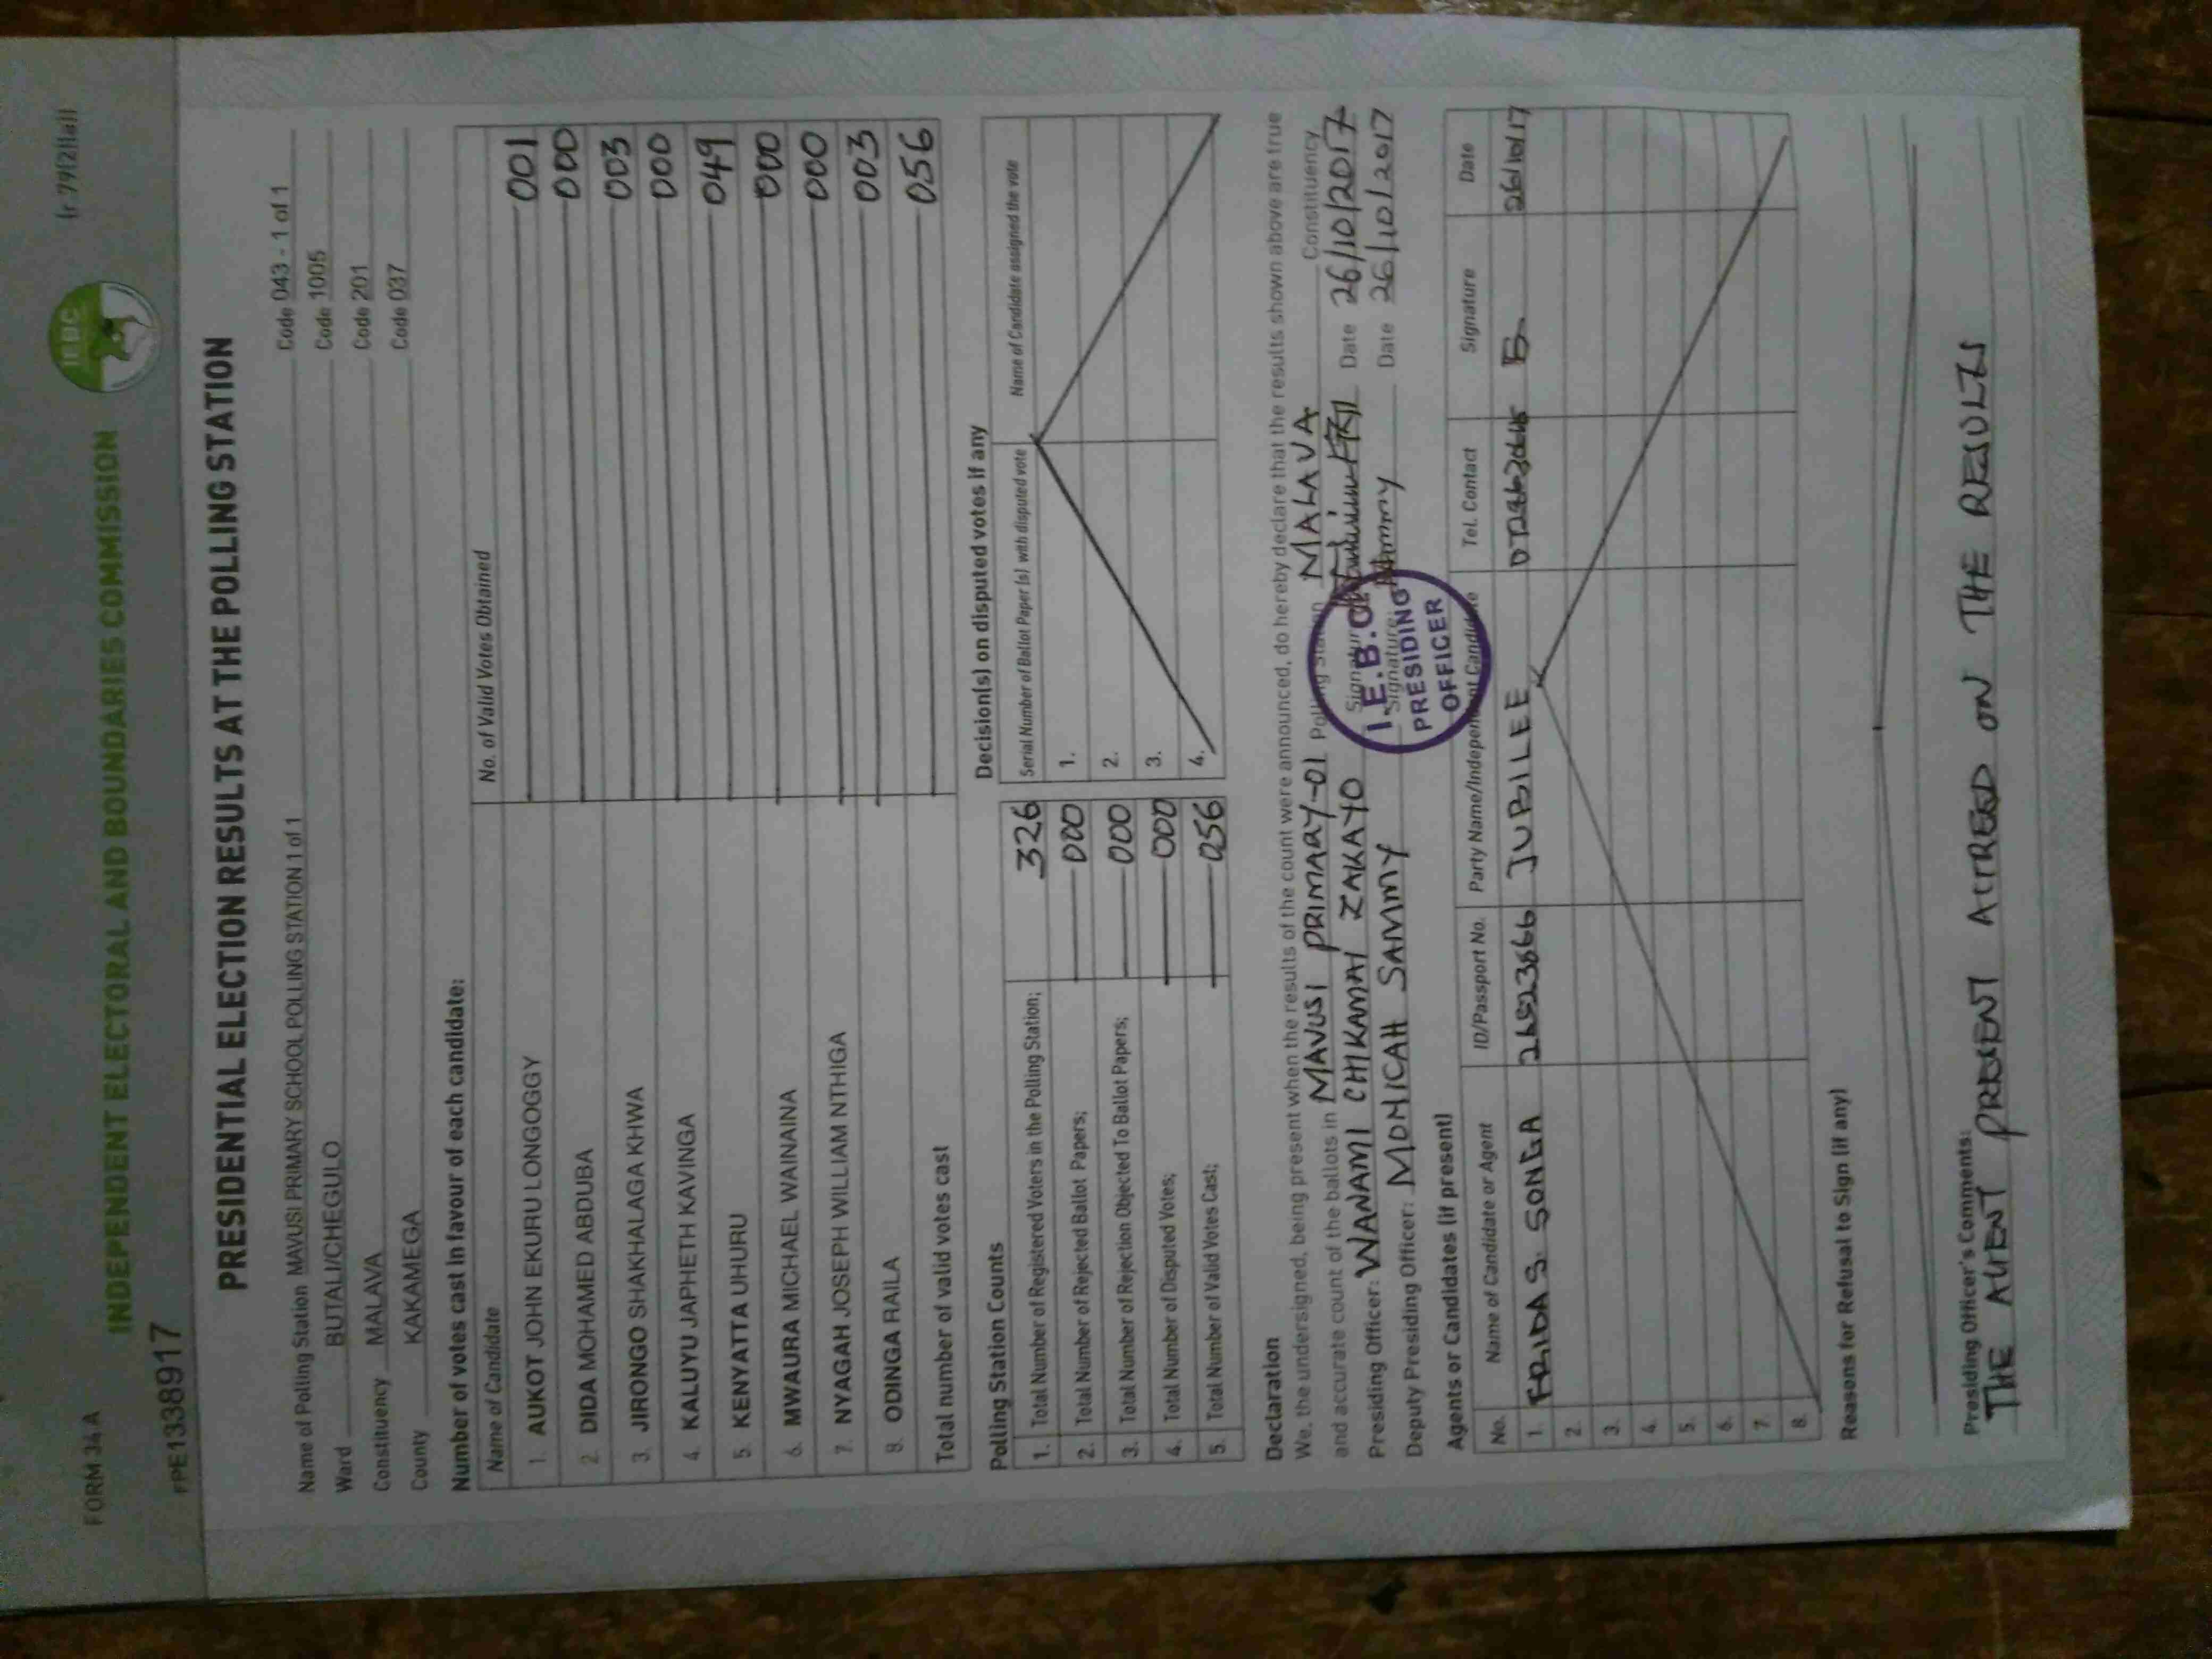 FORM 34A
INDEPENDENT ELECTORAL AND BOUNDARIES COMMISSION
IEBC
(r 79(2)(a))
FPE1338917
PRESIDENTIAL ELECTION RESULTS AT THE POLLING STATION
Name of Polling Station MAVUSI PRIMARY SCHOOL POLLING STATION 1 of 1 Code 043 - 1 of 1
Ward BUTALI/CHEGULO Code 1005
Constituency MALAVA Code 201
County KAKAMEGA Code 037
Number of votes cast in favour of each candidate:
Name of Candidate No. of Valid Votes Obtained
1. AUKOT JOHN EKURU LONGOGGY 001
2. DIDA MOHAMED ABDUBA 000
3. JIRONGO SHAKHALAGA KHWA 003
4. KALUYU JAPHETH KAVINGA 000
5. KENYATTA UHURU 049
6. MWAURA MICHAEL WAINAINA 000
7. NYAGAH JOSEPH WILLIAM NTHIGA 000
8. ODINGA RAILA 003
Total number of valid votes cast 056
Polling Station Counts
1. Total Number of Registered Voters in the Polling Station; 326
2. Total Number of Rejected Ballot Papers; 000
3. Total Number of Rejection Objected To Ballot Papers; 000
4. Total Number of Disputed Votes; 000
5. Total Number of Valid Votes Cast; 056
Decision(s) on disputed votes if any
Serial Number of Ballot Paper (s) with disputed vote Name of Candidate assigned the vote
1.
2.
3.
4.
Declaration
We, the undersigned, being present when the results of the count were announced, do hereby declare that the results shown above are true
and accurate count of the ballots in MAVUSI PRIMARY-01 Polling Station MALAVA Constituency
Presiding Officer: WANAMI CHIKAMAI ZAKAYO Signature Date 26/10/2017
Deputy Presiding Officer: MONICAH SAMMY Signature: Date 26/10/2017
I.E.B.C
PRESIDING
OFFICER
Agents or Candidates (if present)
No. Name of Candidate or Agent ID/Passport No. Party Name/Independent Candidate Tel. Contact Signature Date
1. FRIDA S. SONGA JUBILEE 26/10/17
2.
3.
4.
5.
6.
7.
8.
Reasons for Refusal to Sign (if any)
Presiding Officer's Comments:
THE AGENT PRESENT AGREED ON THE RESULTS